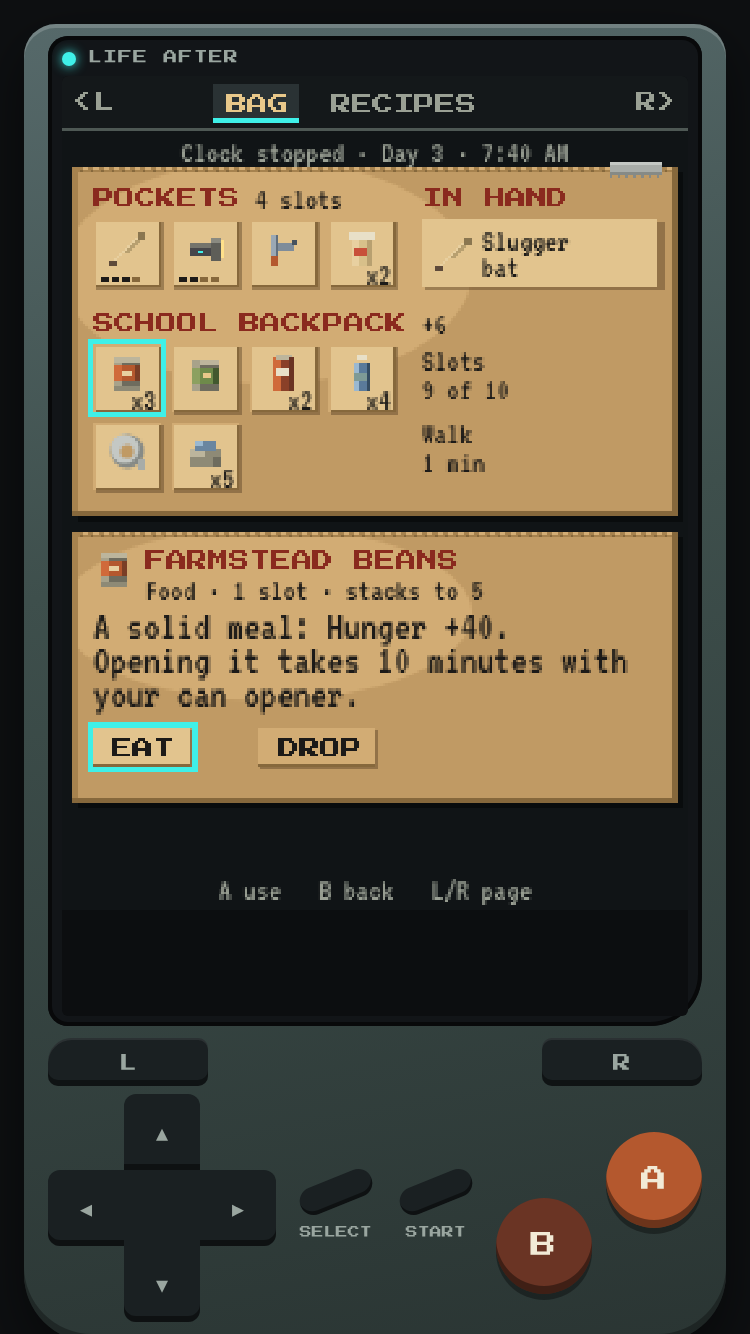 LIFE AFTER
<L BAG RECIPES R>
Clock stopped · Day 3 · 7:40 AM
POCKETS 4 slots IN HAND
Slugger
bat
x2
SCHOOL BACKPACK +6
x3 x2 x4
Slots
9 of 10
Walk
1 min
x5
FARMSTEAD BEANS
Food · 1 slot · stacks to 5
A solid meal: Hunger +40.
Opening it takes 10 minutes with
your can opener.
EAT DROP
A use B back L/R page
L R
▲
◄ ►
▼
SELECT START
A
B